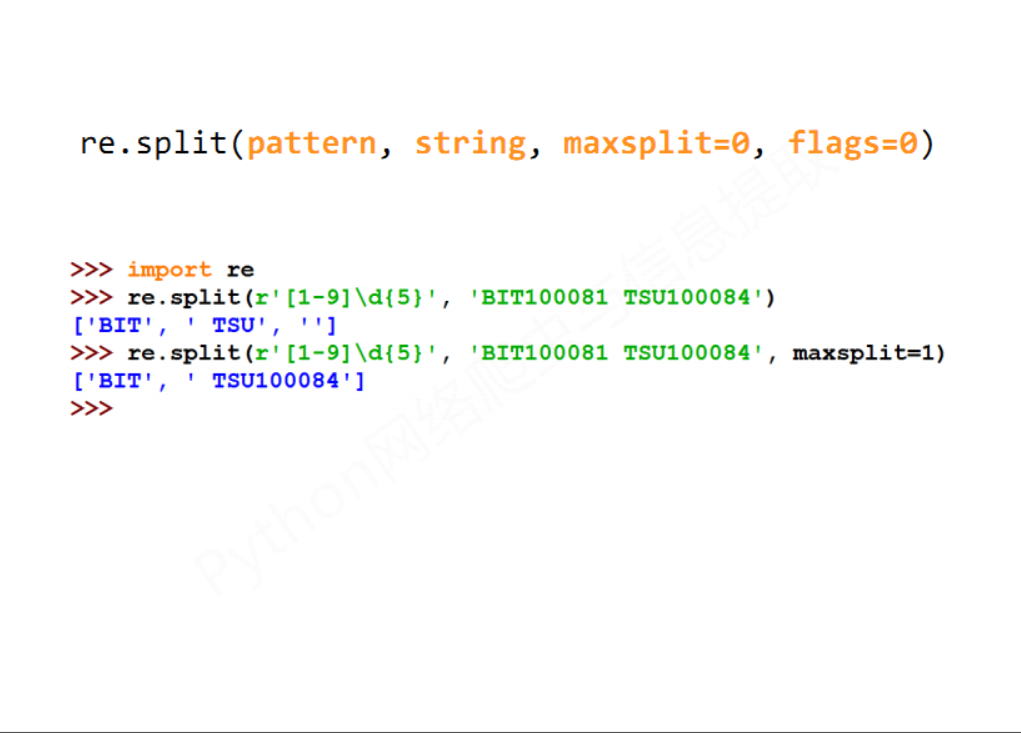 re.split(pattern, string, maxsplit=0, flags=0)
>>> import re
>>> re.split(r'[1-9]\d{5}', 'BIT100081 TSU100084')
['BIT', ' TSU', '']
>>> re.split(r'[1-9]\d{5}', 'BIT100081 TSU100084', maxsplit=1)
['BIT', ' TSU100084']
>>>
Python网络爬虫与信息提取